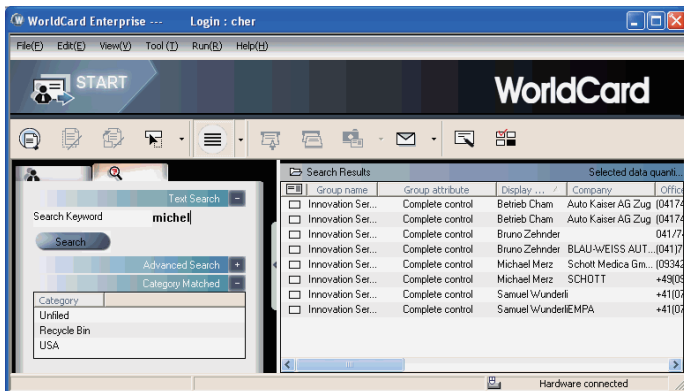 WorldCard Enterprise --- Login : cher
File(F) Edit(E) View(V) Tool (T) Run(R) Help(H)
START
WorldCard
Search Results Selected data quanti...
Text Search
Search Keyword michel
Search
Advanced Search
Category Matched
Category
Unfiled
Recycle Bin
USA
Group name Group attribute Display ... Company Office
Innovation Ser... Complete control Betrieb Cham Auto Kaiser AG Zug (04174
Innovation Ser... Complete control Betrieb Cham Auto Kaiser AG Zug (04174
Innovation Ser... Complete control Bruno Zehnder 041/74
Innovation Ser... Complete control Bruno Zehnder BLAU-WEISS AUT... (041)7
Innovation Ser... Complete control Michael Merz Schott Medica Gm... (09342
Innovation Ser... Complete control Michael Merz SCHOTT +49(09
Innovation Ser... Complete control Samuel Wunderli +41(07
Innovation Ser... Complete control Samuel Wunderli EMPA +41(07
Hardware connected